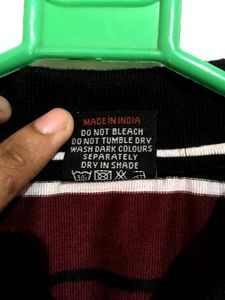 MADE IN INDIA
DO NOT BLEACH
DO NOT TUMBLE DRY
WASH DARK COLOURS
SEPARATELY
DRY IN SHADE